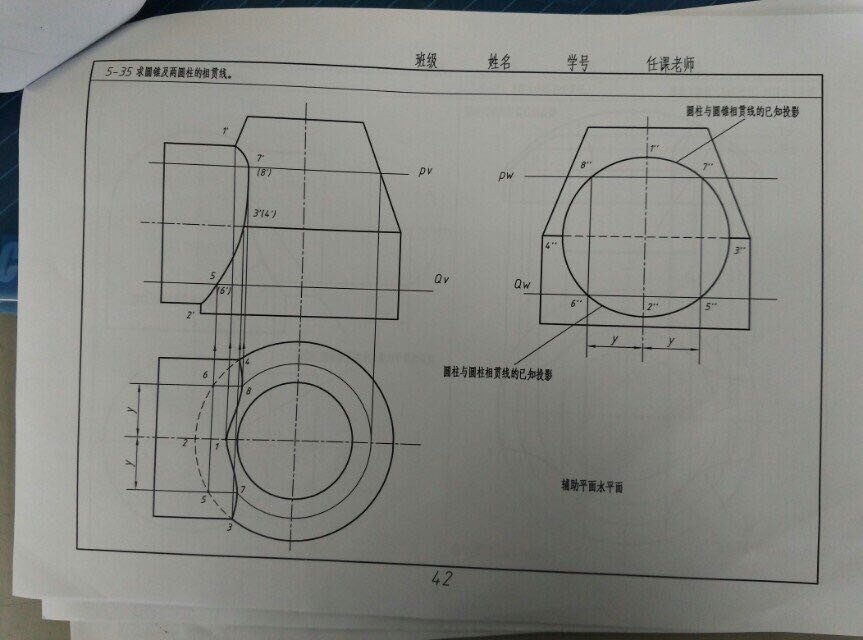 班级 姓名 学号 任课老师
5-35 求圆锥及两圆柱的相贯线。
圆柱与圆锥相贯线的已知投影
1'
7'
(8')
PV
3'(4')
5
(6')
QV
2'
PW
8''
1''
7''
4''
3''
QW
6''
2''
5''
y
y
圆柱与圆柱相贯线的已知投影
4
6
8
y
2
1
y
5
7
3
辅助平面水平面
42